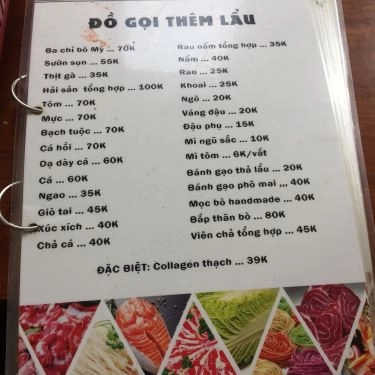 ĐỒ GỌI THÊM LẨU
Ba chỉ bò Mỹ ... 70K
Sườn sụn ... 55K
Thịt gà ... 35K
Hải sản tổng hợp ... 100K
Tôm ... 70K
Mực ... 70K
Bạch tuộc ... 70K
Cá hồi ... 70K
Dạ dày cá ... 60K
Cá ... 60K
Ngao ... 35K
Giò tai ... 45K
Xúc xích ... 40K
Chả cá ... 40K
Rau nấm tổng hợp ... 35K
Nấm ... 40K
Rau ... 25K
Khoai ... 25K
Ngô ... 20K
Váng đậu ... 20K
Đậu phụ ... 15K
Mì ngũ sắc ... 10K
Mì tôm ... 6K/vắt
Bánh gạo thả lẩu ... 20K
Bánh gạo phô mai ,,, 40K
Mọc bò handmade ... 40K
Bắp thăn bò ... 80K
Viên chả tổng hợp ... 45K
ĐẶC BIỆT: Collagen thạch ... 39K